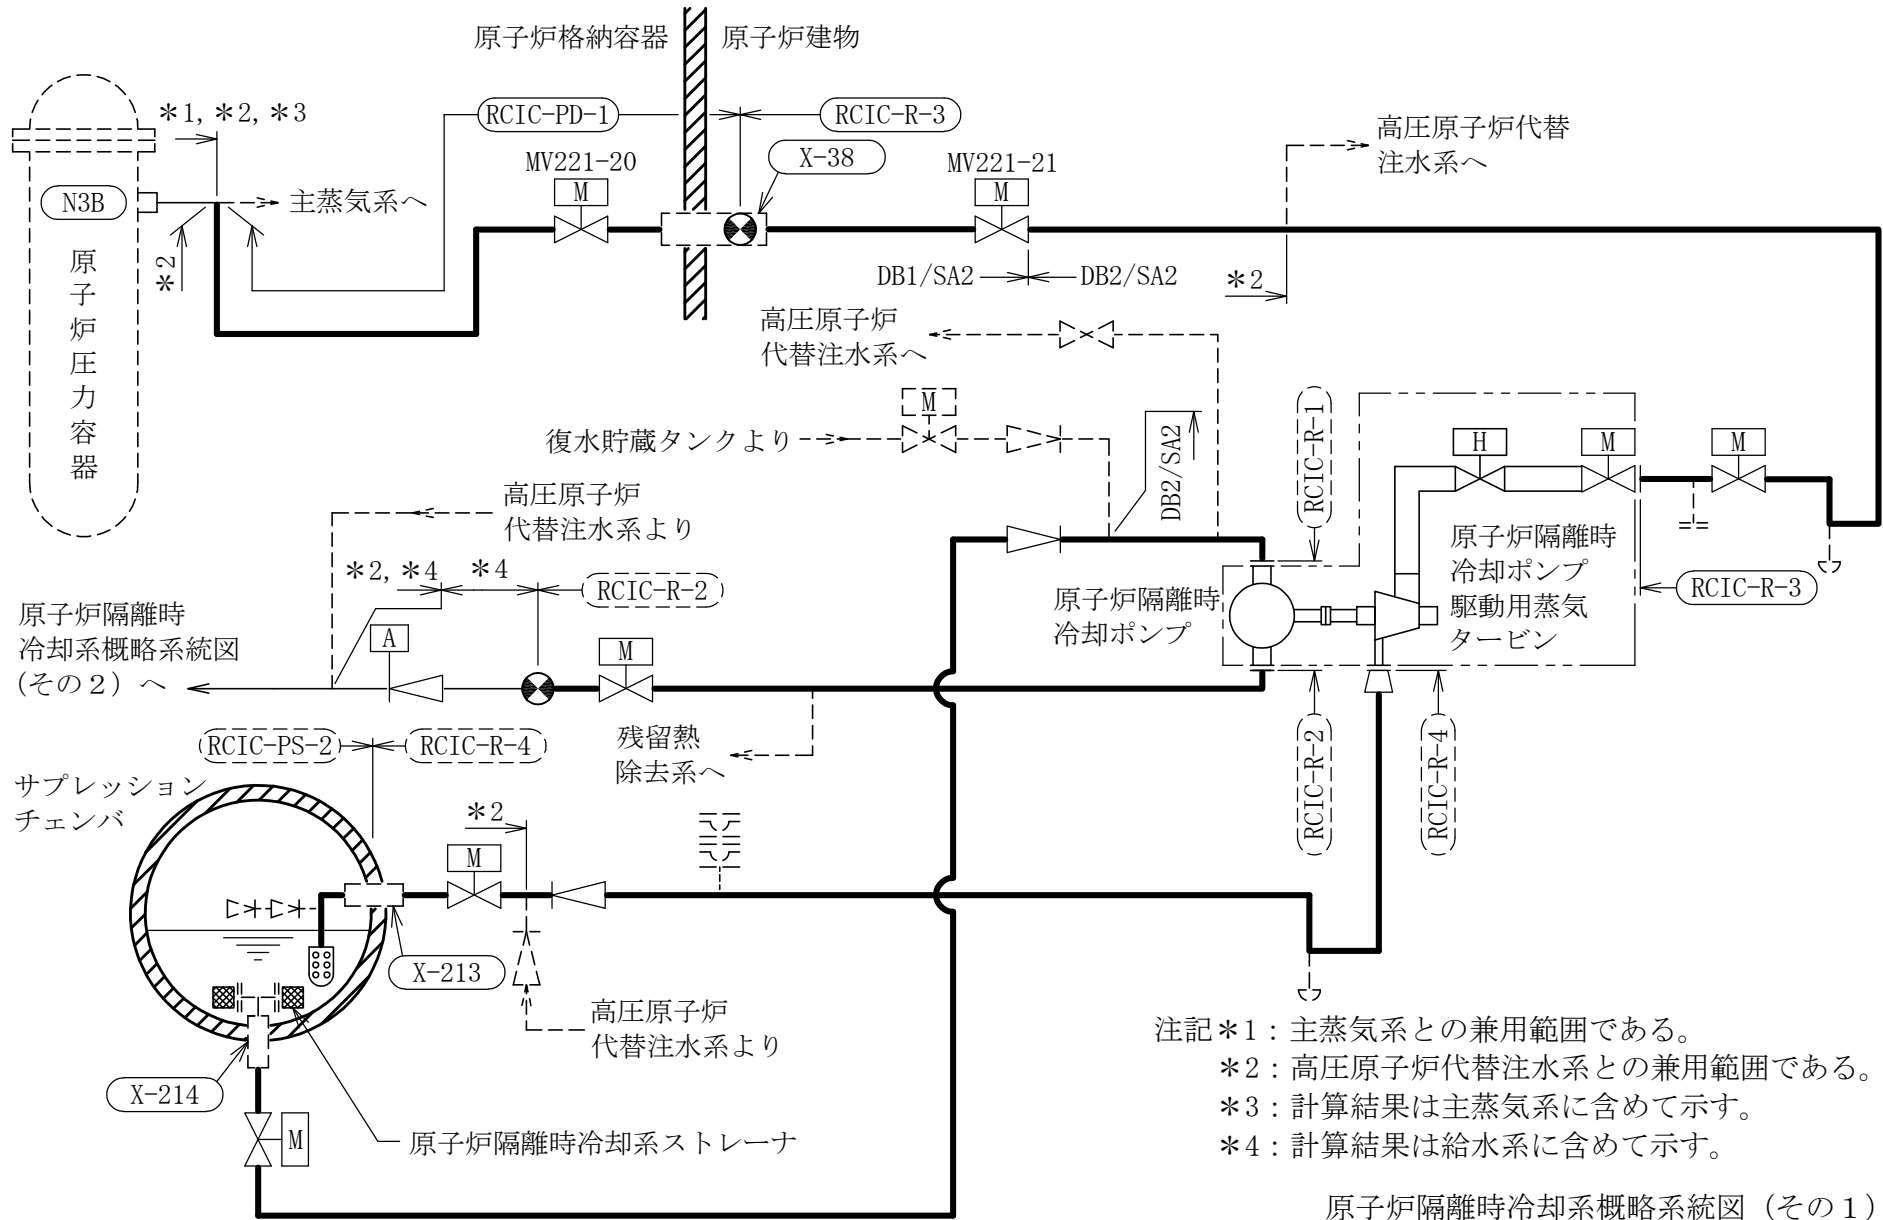 原子炉格納容器
原子炉建物
*1, *2, *3
RCIC-PD-1
RCIC-R-3
X-38
高圧原子炉代替
注水系へ
MV221-20
M
MV221-21
M
N3B
主蒸気系へ
原子炉圧力容器
*2
DB1/SA2
DB2/SA2
*2
高圧原子炉
代替注水系へ
M
復水貯蔵タンクより
DB2/SA2
RCIC-R-1
H
M
M
高圧原子炉
代替注水系より
*2, *4
*4
RCIC-R-2
原子炉隔離時
冷却ポンプ
原子炉隔離時
冷却ポンプ
駆動用蒸気
タービン
RCIC-R-3
原子炉隔離時
冷却系概略系統図
(その2) へ
A
M
RCIC-PS-2
RCIC-R-4
残留熱
除去系へ
RCIC-R-2
RCIC-R-4
サプレッション
チェンバ
*2
M
X-213
高圧原子炉
代替注水系より
X-214
M
原子炉隔離時冷却系ストレーナ
注記*1:主蒸気系との兼用範囲である。
*2:高圧原子炉代替注水系との兼用範囲である。
*3:計算結果は主蒸気系に含めて示す。
*4:計算結果は給水系に含めて示す。
原子炉隔離時冷却系概略系統図(その1)